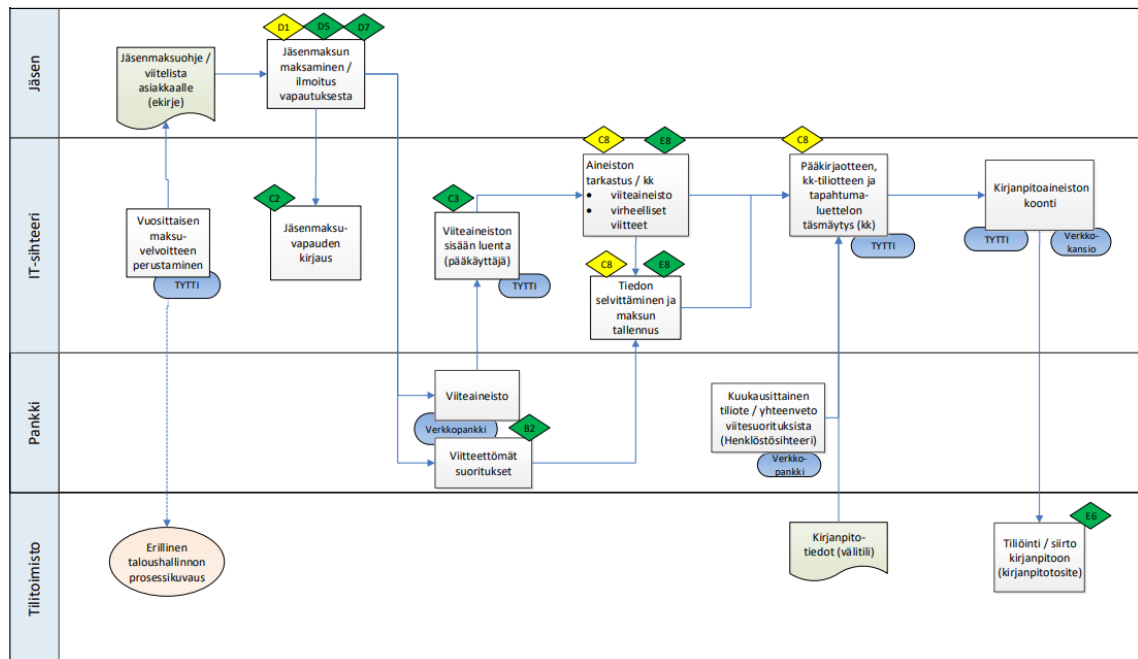 Jäsen
D1
D5
D7
Jäsenmaksuohje /
viitelista
asiakkaalle
(ekirje)
Jäsenmaksun
maksaminen /
ilmoitus
vapautuksesta
IT-sihteeri
Vuosittaisen
maksu-
velvoitteen
perustaminen
TYTTI
C2
Jäsenmaksu-
vapauden
kirjaus
C3
Viiteaineiston
sisään luenta
(pääkäyttäjä)
TYTTI
C8
E8
Aineiston
tarkastus / kk
• viiteaineisto
• virheelliset
viitteet
C8
E8
Tiedon
selvittäminen ja
maksun
tallennus
C8
Pääkirjaotteen,
kk-tiliotteen ja
tapahtuma-
luettelon
täsmäytys (kk)
TYTTI
Kirjanpitoaineiston
koonti
TYTTI
Verkko-
kansio
Pankki
Viiteaineisto
Verkkopankki
B2
Viitteettömät
suoritukset
Kuukausittainen
tiliote / yhteenveto
viitesuorituksista
(Henklöstösihteeri)
Verkko-
pankki
Tilitoimisto
Erillinen
taloushallinnon
prosessikuvaus
Kirjanpito-
tiedot (välitili)
E6
Tiliöinti / siirto
kirjanpitoon
(kirjanpitotosite)